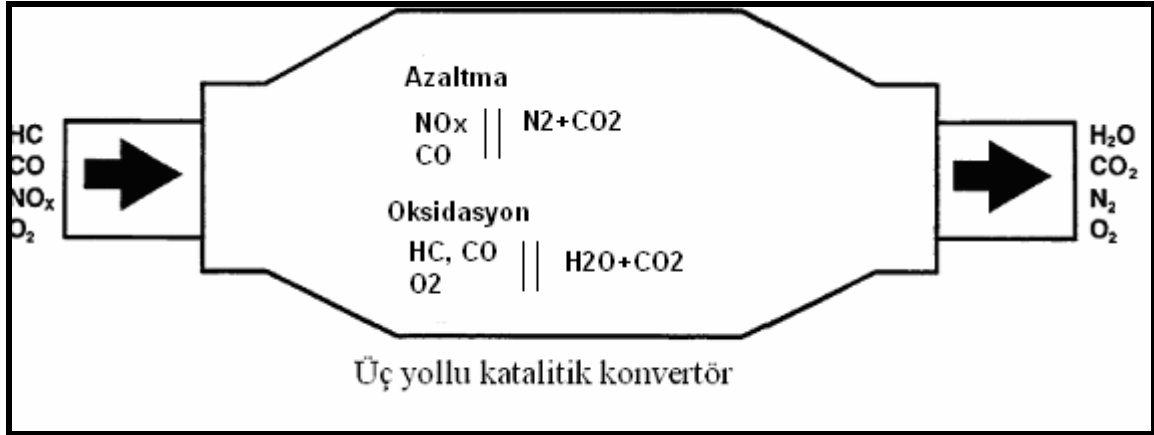 Azaltma
NOx || N2+CO2
CO
Oksidasyon
HC, CO || H2O+CO2
O2
HC
CO
NOx
O2
H2O
CO2
N2
O2
Üç yollu katalitik konvertör